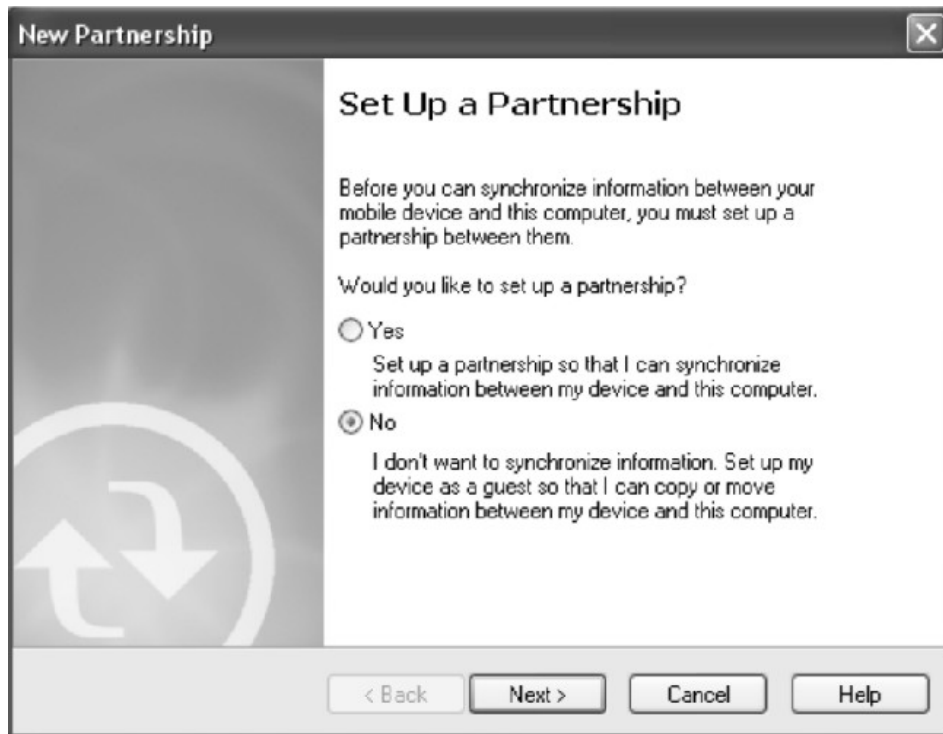 New Partnership
Set Up a Partnership
Before you can synchronize information between your
mobile device and this computer, you must set up a
partnership between them.
Would you like to set up a partnership?
Yes
Set up a partnership so that I can synchronize
information between my device and this computer.
No
I don't want to synchronize information. Set up my
device as a guest so that I can copy or move
information between my device and this computer.
< Back Next > Cancel Help